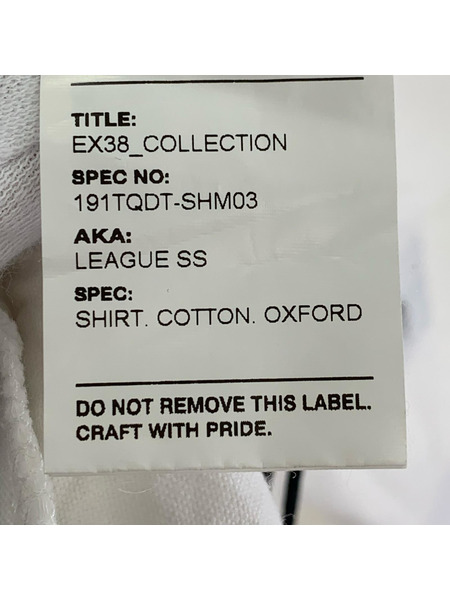 TITLE:
EX38_COLLECTION
SPEC NO:
191TQDT-SHM03
AKA:
LEAGUE SS
SPEC:
SHIRT. COTTON. OXFORD
DO NOT REMOVE THIS LABEL.
CRAFT WITH PRIDE.